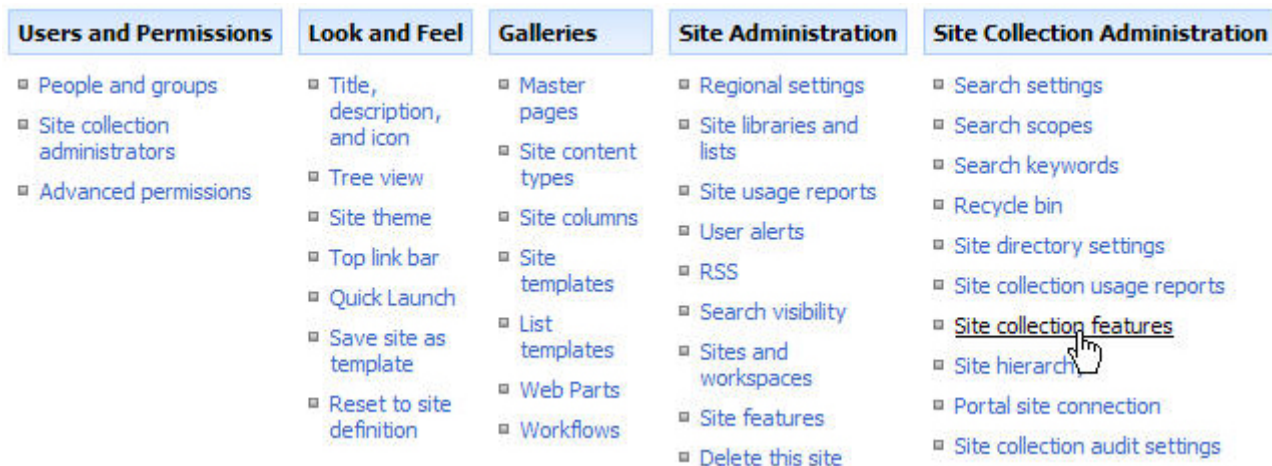 Users and Permissions
People and groups
Site collection
administrators
Advanced permissions
Look and Feel
Title,
description,
and icon
Tree view
Site theme
Top link bar
Quick Launch
Save site as
template
Reset to site
definition
Galleries
Master
pages
Site content
types
Site columns
Site
templates
List
templates
Web Parts
Workflows
Site Administration
Regional settings
Site libraries and
lists
Site usage reports
User alerts
RSS
Search visibility
Sites and
workspaces
Site features
Delete this site
Site Collection Administration
Search settings
Search scopes
Search keywords
Recycle bin
Site directory settings
Site collection usage reports
Site collection features
Site hierarchy
Portal site connection
Site collection audit settings